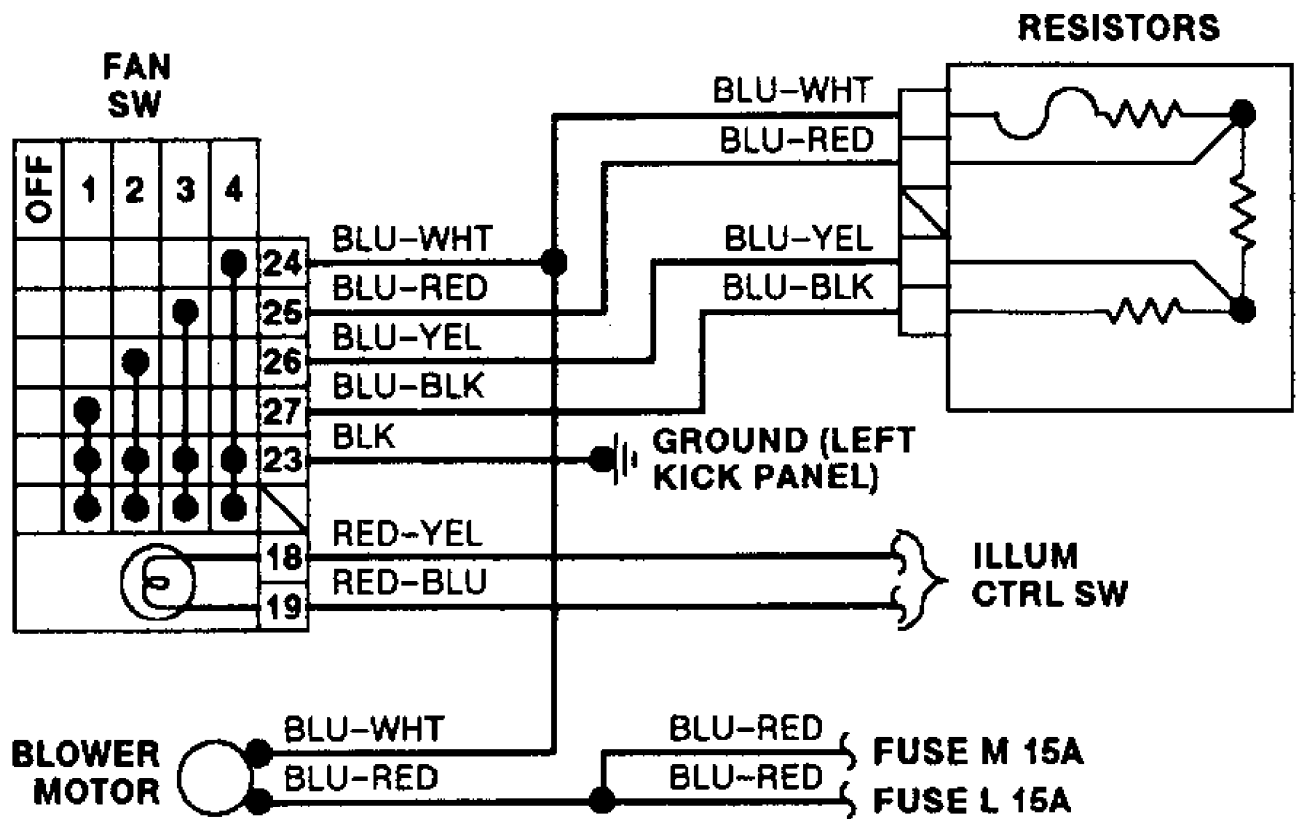 RESISTORS
FAN
SW
OFF 1 2 3 4
BLU-WHT
BLU-RED
BLU-YEL
BLU-BLK
24 BLU-WHT
25 BLU-RED
26 BLU-YEL
27 BLU-BLK
23 BLK
GROUND (LEFT
KICK PANEL)
18 RED-YEL
19 RED-BLU
ILLUM
CTRL SW
BLOWER
MOTOR
BLU-WHT
BLU-RED
BLU-RED
FUSE M 15A
BLU-RED
FUSE L 15A